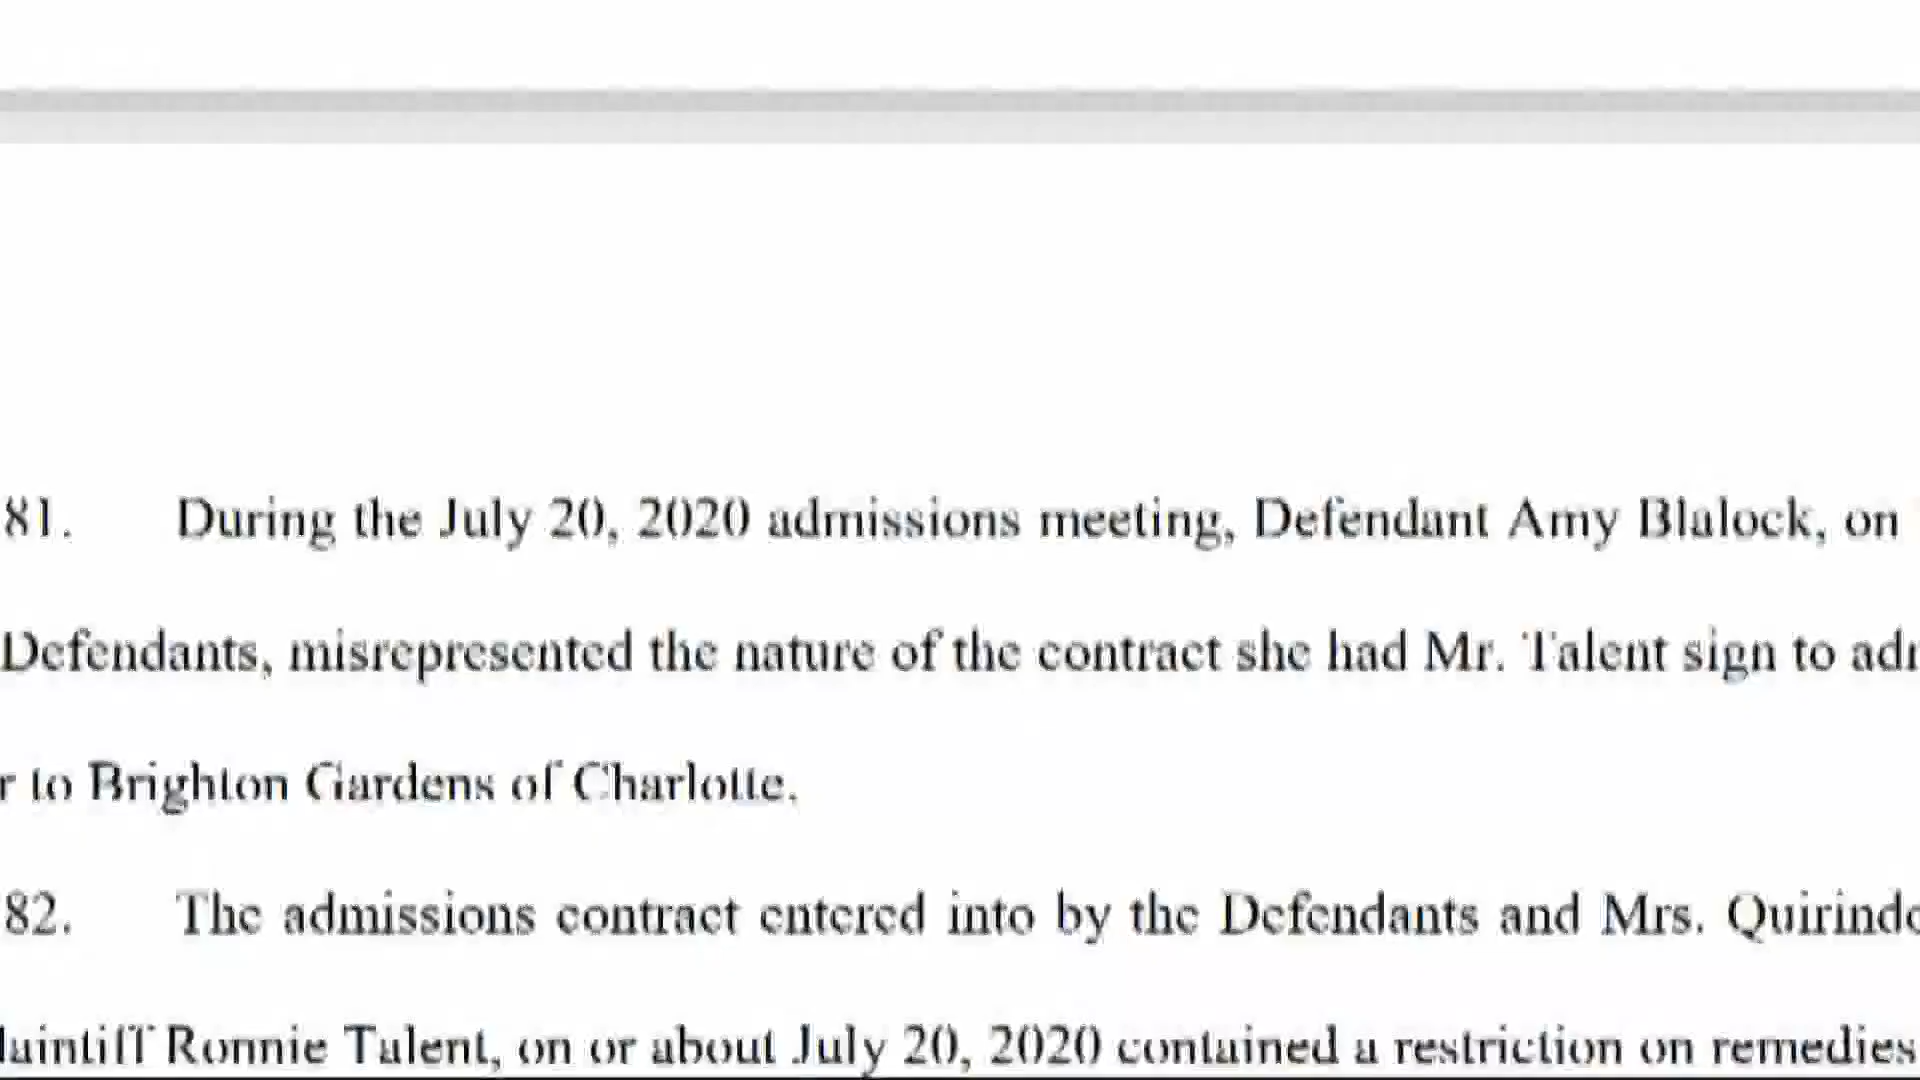 81. During the July 20, 2020 admissions meeting, Defendant Amy Blalock, on
Defendants, misrepresented the nature of the contract she had Mr. Talent sign to
r to Brighton Gardens of Charlotte.
82. The admissions contract entered into by the Defendants and Mrs.
Ronnie Talent, on or about July 20, 2020 contained a restriction on remedies